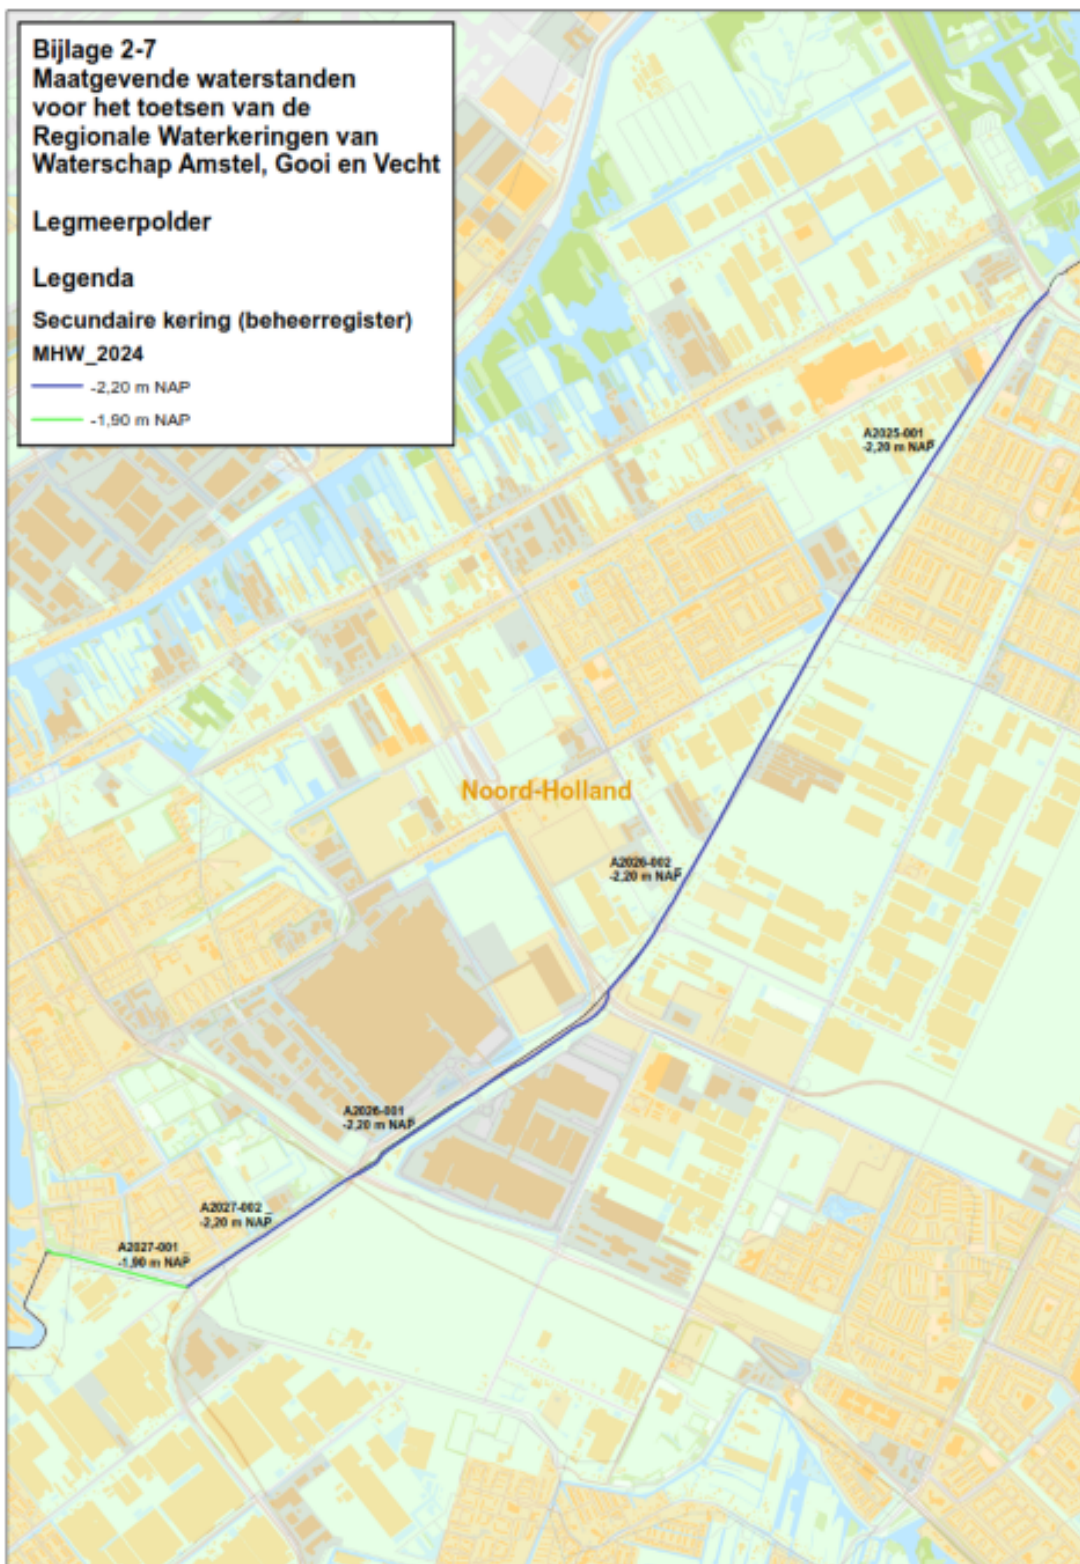 Bijlage 2-7
Maatgevende waterstanden
voor het toetsen van de
Regionale Waterkeringen van
Waterschap Amstel, Gooi en Vecht
Legmeerpolder
Legenda
Secundaire kering (beheerregister)
MHW_2024
-2,20 m NAP
-1,90 m NAP
A2025-001 _
-2,20 m NAP
Noord-Holland
A2026-002 _
-2,20 m NAP
A2026-001
-2,20 m NAP
A2027-002 _
-2,20 m NAP
A2027-001 _
-1,90 m NAP